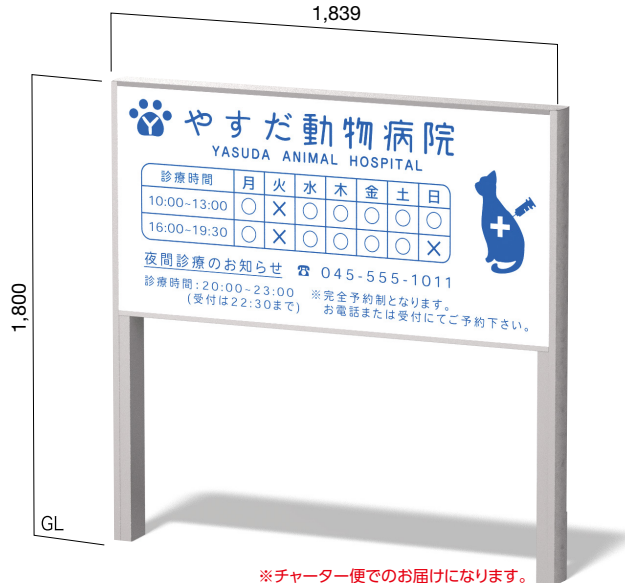 1,839
1,800
Y
やすだ動物病院
YASUDA ANIMAL HOSPITAL
診療時間 月 火 水 木 金 土 日
10:00~13:00 ○ × ○ ○ ○ ○ ○
16:00~19:30 ○ × ○ ○ ○ ○ ×
夜間診療のお知らせ ☎ 045-555-1011
診療時間:20:00~23:00 ※完全予約制となります。
(受付は22:30まで) お電話または受付にてご予約下さい。
GL
※チャーター便でのお届けになります。